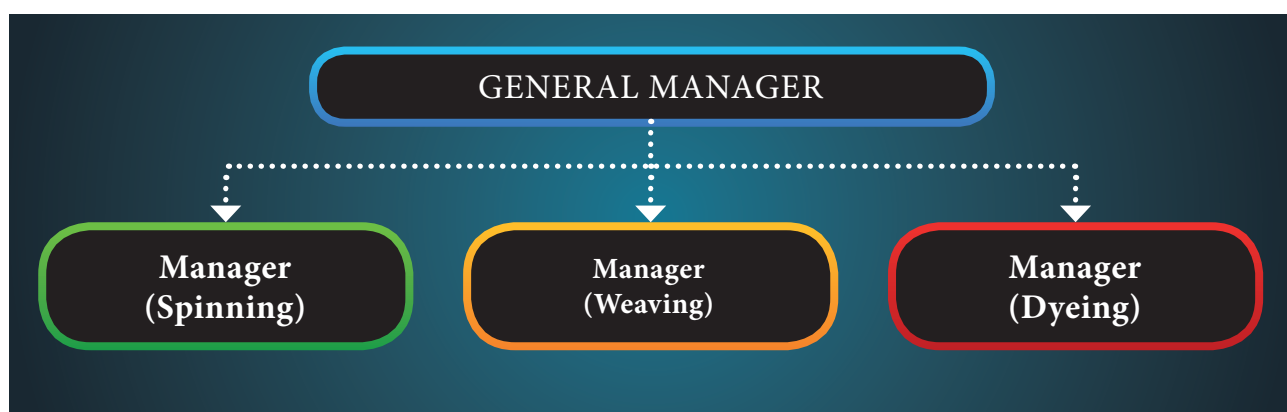 GENERAL MANAGER
Manager
(Spinning)
Manager
(Weaving)
Manager
(Dyeing)